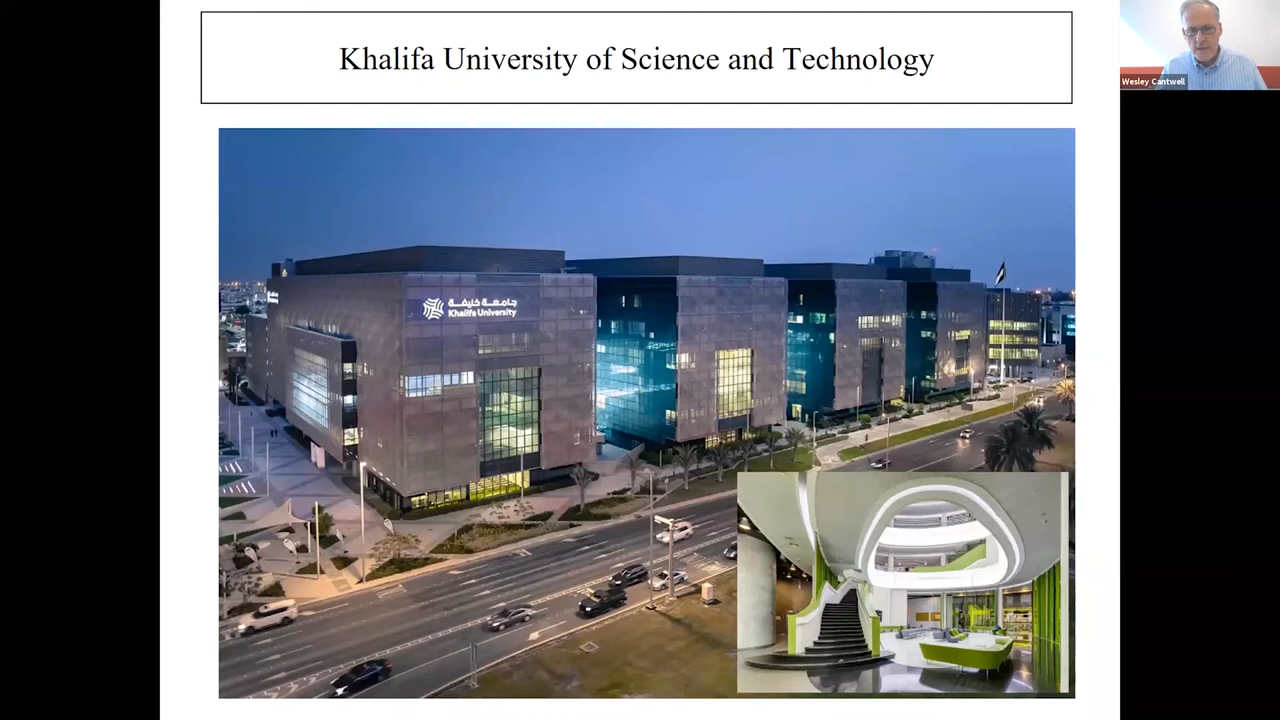 Khalifa University of Science and Technology
Wesley Cantwell
جامعة خليفة
Khalifa University